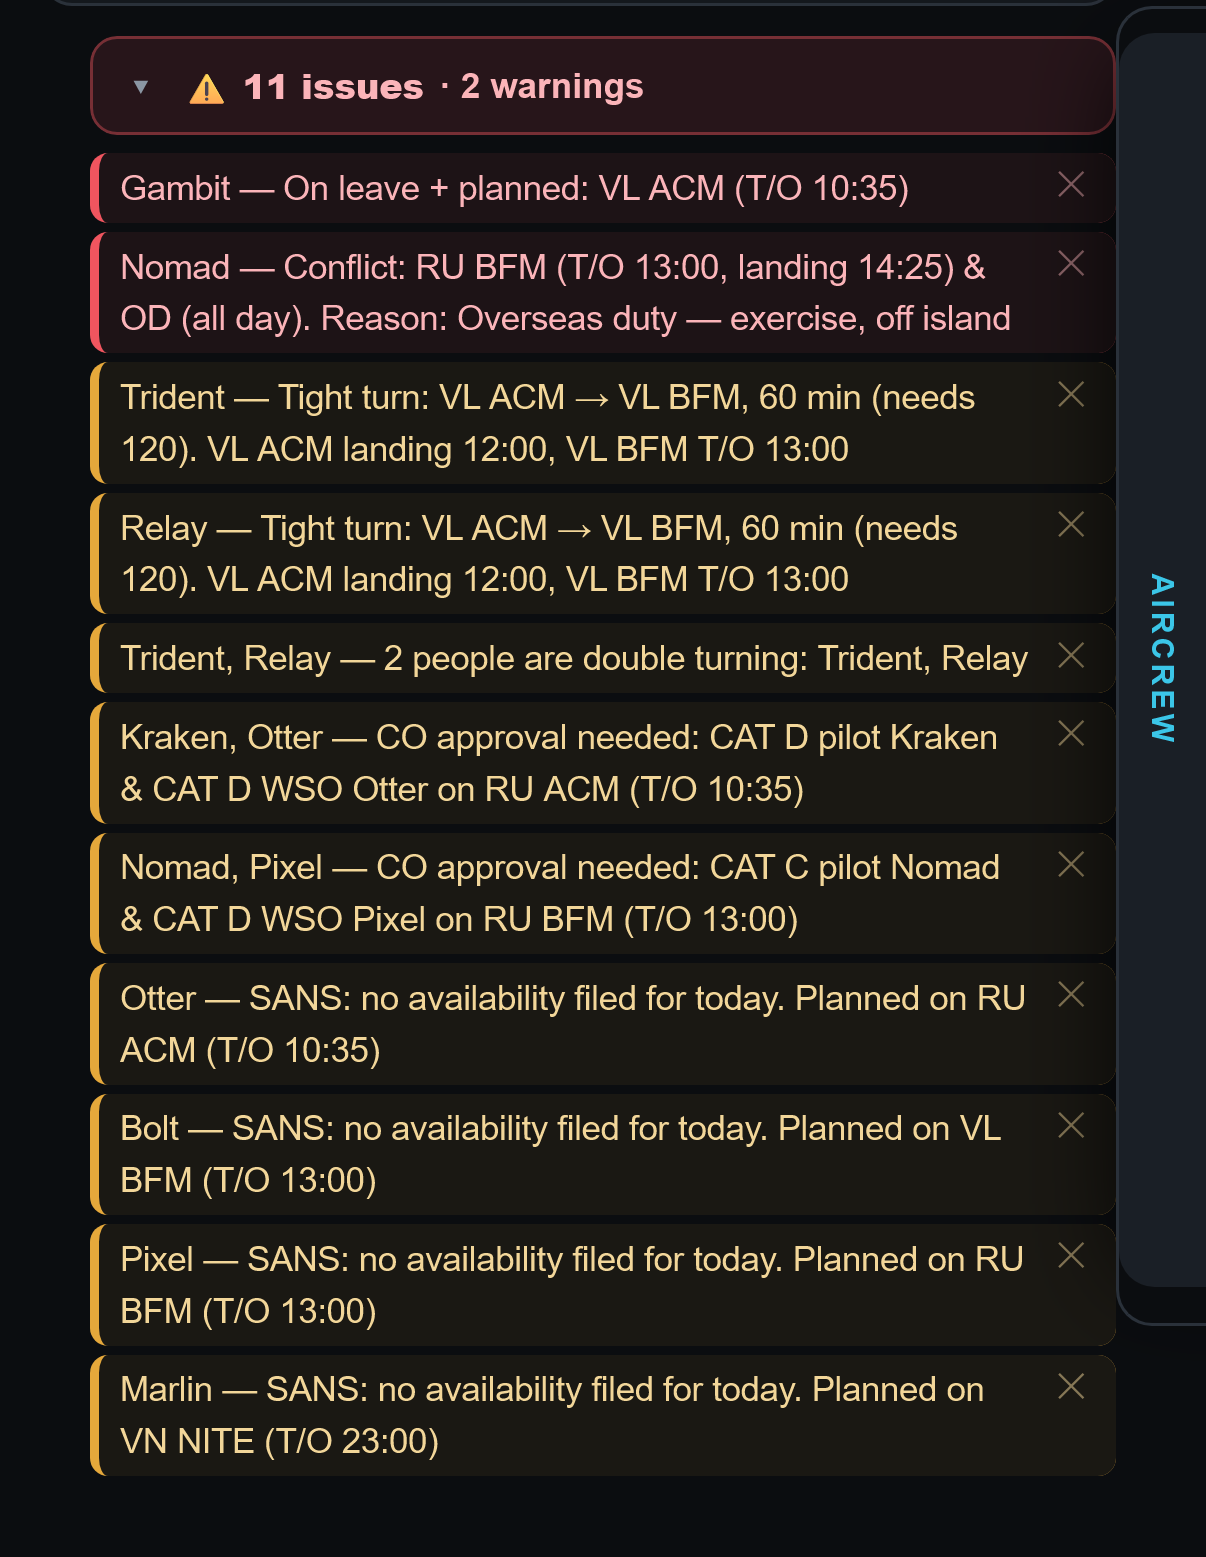 ▼ ⚠️ 11 issues · 2 warnings
Gambit — On leave + planned: VL ACM (T/O 10:35)
Nomad — Conflict: RU BFM (T/O 13:00, landing 14:25) &
OD (all day). Reason: Overseas duty — exercise, off island
Trident — Tight turn: VL ACM → VL BFM, 60 min (needs
120). VL ACM landing 12:00, VL BFM T/O 13:00
Relay — Tight turn: VL ACM → VL BFM, 60 min (needs
120). VL ACM landing 12:00, VL BFM T/O 13:00
Trident, Relay — 2 people are double turning: Trident, Relay
Kraken, Otter — CO approval needed: CAT D pilot Kraken
& CAT D WSO Otter on RU ACM (T/O 10:35)
Nomad, Pixel — CO approval needed: CAT C pilot Nomad
& CAT D WSO Pixel on RU BFM (T/O 13:00)
Otter — SANS: no availability filed for today. Planned on RU
ACM (T/O 10:35)
Bolt — SANS: no availability filed for today. Planned on VL
BFM (T/O 13:00)
Pixel — SANS: no availability filed for today. Planned on RU
BFM (T/O 13:00)
Marlin — SANS: no availability filed for today. Planned on
VN NITE (T/O 23:00)
AIRCREW